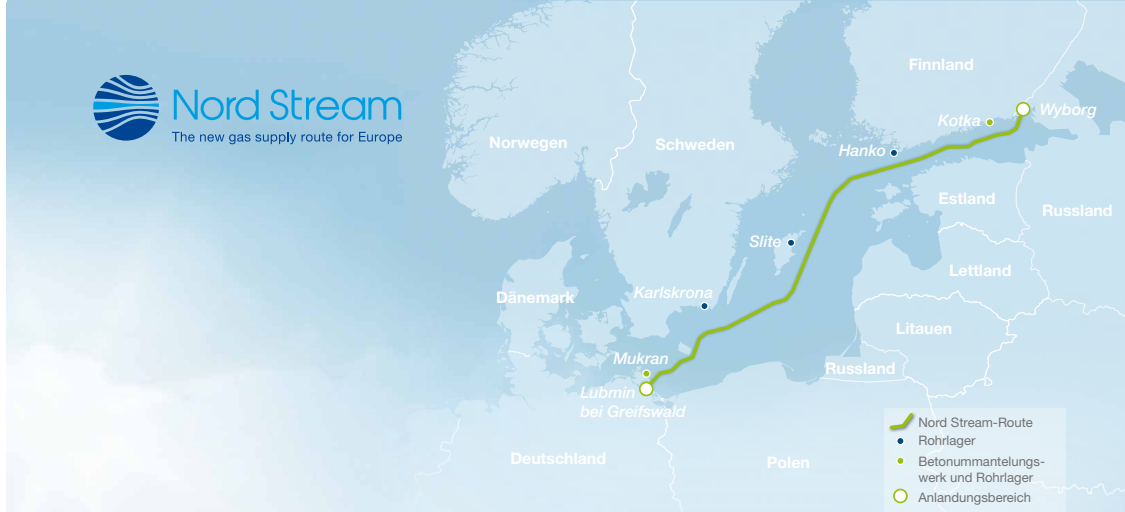 Nord Stream
The new gas supply route for Europe
Finnland
Kotka
Wyborg
Norwegen
Schweden
Hanko
Estland
Russland
Slite
Lettland
Dänemark
Karlskrona
Litauen
Mukran
Russland
Lubmin
bei Greifswald
Deutschland
Polen
Nord Stream-Route
Rohrlager
Betonummantelungs-
werk und Rohrlager
Anlandungsbereich